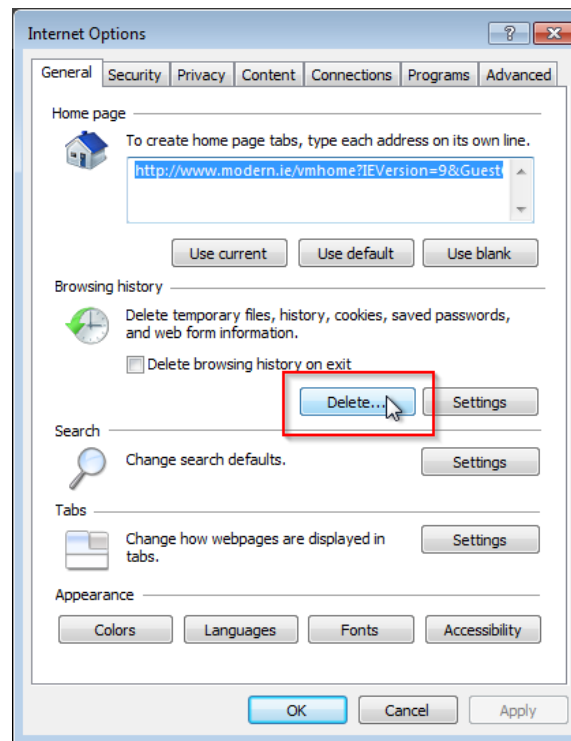 Internet Options
General Security Privacy Content Connections Programs Advanced
Home page
To create home page tabs, type each address on its own line.
http://www.modern.ie/vmhome?IEVersion=9&Guest
Use current Use default Use blank
Browsing history
Delete temporary files, history, cookies, saved passwords,
and web form information.
Delete browsing history on exit
Delete... Settings
Search
Change search defaults.
Settings
Tabs
Change how webpages are displayed in
tabs.
Settings
Appearance
Colors Languages Fonts Accessibility
OK Cancel Apply